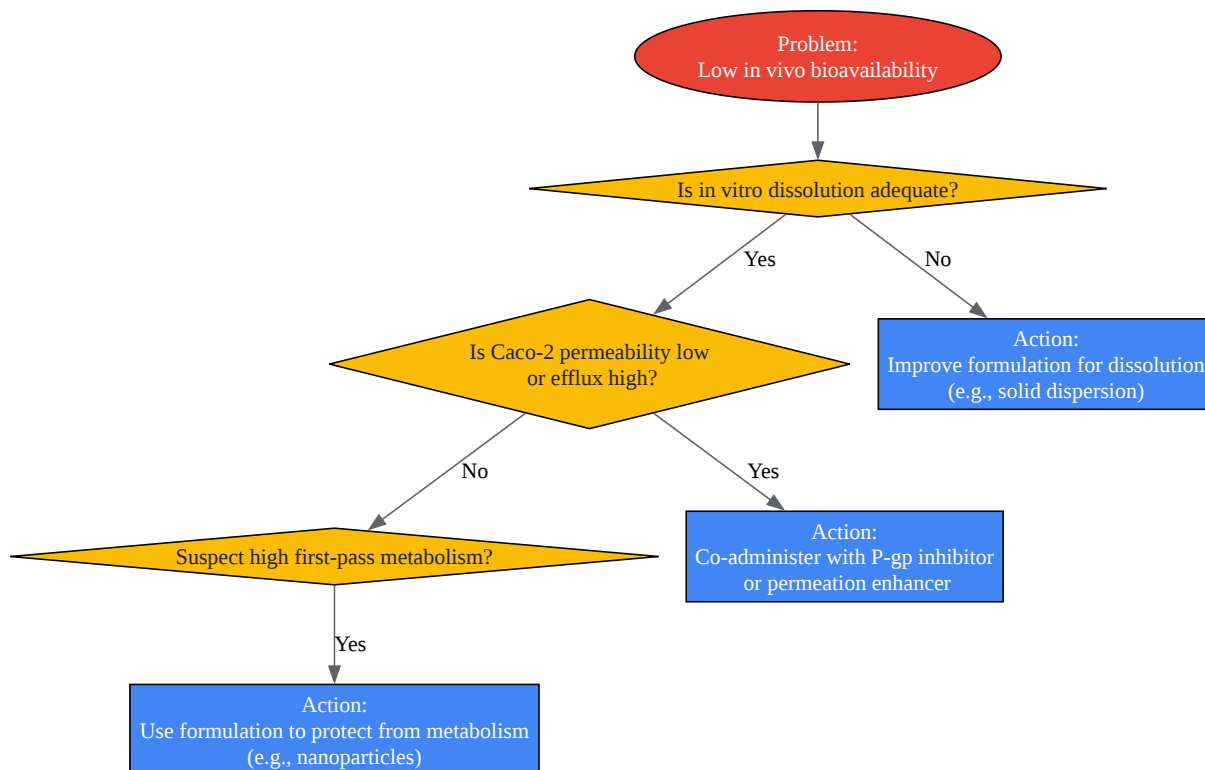 Problem:
Low in vivo bioavailability
Is in vitro dissolution adequate?
Yes
No
Is Caco-2 permeability low
or efflux high?
Action:
Improve formulation for dissolution
(e.g., solid dispersion)
No
Yes
Suspect high first-pass metabolism?
Action:
Co-administer with P-gp inhibitor
or permeation enhancer
Yes
Action:
Use formulation to protect from metabolism
(e.g., nanoparticles)